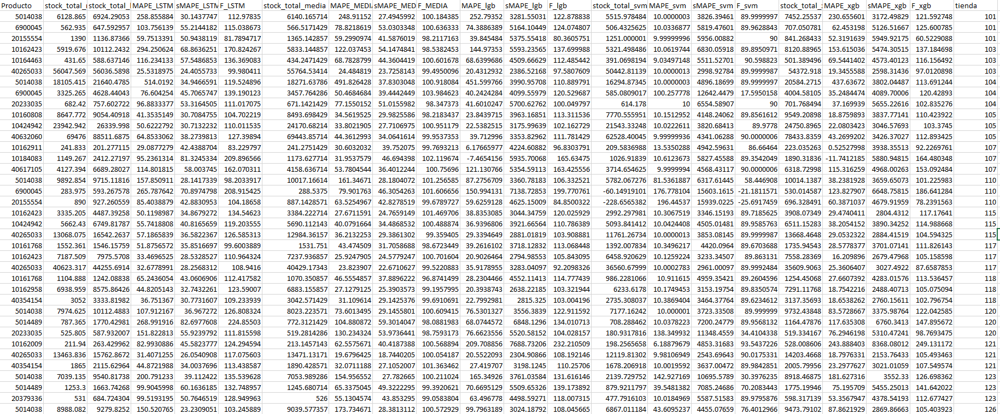 Producto stock_total_ stock_total_ MAPE_LSTM sMAPE_LSTM F_LSTM stock_total_media MAPE_MEDI sMAPE_MED F_MEDIA MAPE_lgb sMAPE_lgb F_lgb stock_total_svm MAPE_svm sMAPE_svm F_svm stock_total_ MAPE_xgb sMAPE_xgb F_xgb tienda
5014038 6128.865 6924.29053 258.855884 30.1437747 112.97835 6140.165714 248.91152 27.4945992 100.184385 252.79352 3281.55031 122.878838 5515.978484 10.0000003 3826.39461 89.9999997 7452.25537 230.655601 3172.49829 121.592748 101
6900045 562.935 647.592957 103.756139 55.2144182 115.038673 566.5171429 78.8218619 53.0303348 100.636333 74.3886389 5164.10449 124.074807 506.4325625 10.0336877 5819.47601 89.9628843 707.050781 62.453198 5126.51667 125.600785 101
20155554 1390 1136.87366 59.7513391 50.9438119 81.7894717 1365.142857 59.2990974 41.5876019 98.2117163 39.845484 5375.55418 80.3605751 1251.000001 9.99999996 5956.00882 90 841.268433 52.3191639 5949.92175 60.5229088 101
10162423 5919.676 10112.2432 294.250624 68.8636251 170.824267 5833.144857 122.037453 54.1474841 98.5382453 144.97353 5593.23565 137.699988 5321.498486 10.0619744 6830.05918 89.8950971 8120.88965 153.615036 5474.30515 137.184698 103
10164463 431.65 588.637146 116.234133 57.5486853 136.369083 434.2471429 68.7828799 44.3604419 100.601678 68.6399686 4509.66629 112.485442 391.0698194 9.03497148 5511.52701 90.598823 501.389496 69.5441402 4573.40123 116.156492 103
40265033 56047.569 56036.5898 25.5318975 24.4055733 99.980411 55764.53414 24.484819 23.7258143 99.4950096 20.4312932 2386.52168 97.5807609 50442.81139 10.0000013 2998.92784 89.9999987 54372.918 19.3455588 2598.31436 97.0120898 103
5014038 18105.415 21640.4785 514.0192 34.9466591 119.524896 18271.63786 491.826428 37.8303048 100.918084 451.599766 3990.95708 110.889791 16294.87345 10.0000003 4896.18699 89.9999997 20584.2715 437.63672 3802.04487 113.691244 104
6900045 3325.265 4628.44043 76.604254 45.7065747 139.190123 3457.764286 50.4684684 39.4442449 103.984623 40.2424284 4099.55979 120.529687 585.0809017 100.257778 12642.4479 17.5950158 4004.58105 35.2484474 4089.70006 120.42893 104
20233035 682.42 757.602722 96.8833377 53.3164505 111.017075 671.1421429 77.1550152 51.0155982 98.347373 41.6010247 5700.62762 100.049797 614.178 10 6554.58907 90 701.768494 37.169939 5655.22616 102.835276 104
10160808 8647.772 9054.40918 41.3535149 30.7084755 104.702219 8493.698429 34.5619525 29.9825586 98.2183437 23.8439715 3963.16851 113.311536 7770.555951 10.1512952 4148.24062 89.8561612 9549.20898 18.8759893 3837.77141 110.423922 105
10424942 23942.942 26339.998 50.6222792 30.7132232 110.011535 24170.68214 33.8021905 27.7106975 100.951179 22.5382515 3175.99639 102.162729 21543.33248 10.0222611 3820.68413 89.9778 24750.8965 22.0803423 3046.57693 103.3745 105
40632060 69476 88511.6875 64.8533062 38.2739813 127.39894 69443.85714 44.3612993 34.0641614 99.9537353 39.712996 3353.82962 111.781429 62528.40045 9.99999936 4341.06288 90.0000006 78433.8359 43.2699202 3426.37027 112.893425 105
10162911 241.833 201.277115 29.0877279 42.4388704 83.229797 241.2751429 30.6032032 39.752075 99.7693213 6.17665977 4224.60882 96.8303791 209.5836988 13.5350288 4942.59631 86.66464 223.035263 0.52527998 3938.35513 92.2269761 107
10184083 1149.267 2412.27197 95.2361314 81.3245334 209.896566 1173.627714 31.9537579 46.694398 102.119674 -7.4654156 5935.70068 165.63475 1026.91839 10.6123673 5827.45588 89.3542049 1890.31836 -11.7412185 5880.94815 164.480348 107
40617105 4127.394 6689.28027 114.801815 58.003745 162.070311 4158.636714 53.7804544 36.4012244 100.75696 121.130766 5354.59113 163.425556 3714.654625 9.9999994 4568.43117 90.0000006 6318.72998 115.316259 4968.00263 153.092484 107
5014038 9892.854 9715.11816 157.850911 28.1417339 98.2033917 10017.16614 161.34671 28.1804072 101.256585 87.2756709 3360.78183 106.332521 5782.067276 81.5361887 6317.61445 58.446908 10014.1387 38.2381928 3659.65073 101.225983 110
6900045 283.975 593.267578 265.787642 70.8974798 208.915425 288.5375 79.901763 46.3054263 101.606656 150.994131 7138.72853 199.770761 -60.14919101 176.778104 15603.1615 -21.1811571 530.014587 123.827907 6648.75815 186.641284 110
20155554 890 927.260559 85.4038879 42.8830953 104.18658 887.1428571 63.5254967 42.8278519 99.6789727 59.6259128 4625.15009 84.8500322 -228.6565382 196.44537 15939.0225 -25.6917459 696.328491 60.3871037 4679.91959 78.2391563 110
10162423 3335.205 4487.39258 50.1198987 34.8679272 134.54623 3384.222714 27.6711591 24.7659149 101.469706 38.8353085 3044.34759 120.025929 2992.297981 10.3067519 3346.15193 89.7185625 3908.07349 29.4740411 2804.4312 117.17641 115
10424942 5662.43 6749.81787 55.7418808 40.8165659 119.203555 5690.112143 40.0791664 34.4868532 100.488874 36.9396806 3921.66564 110.786389 5093.841412 10.0424408 4505.01481 89.9585763 6511.15283 38.2054152 3890.34252 114.988668 115
40265033 13068.075 16542.2637 57.1865839 36.5822367 126.585313 12984.36157 36.2132253 29.3861302 99.359405 29.3394649 2881.01819 103.908881 11761.26734 10.0000013 3853.08145 89.9999987 13668.4648 29.0532322 2884.41519 104.594325 115
10161768 1552.361 1546.15759 51.8756572 35.8516697 99.6003889 1531.751 43.474509 31.7058688 98.6723449 39.2616102 3718.12832 113.068448 1392.007834 10.3496217 4420.0964 89.6703688 1735.94543 28.5778377 3701.07141 111.826143 117
10162423 7187.509 7975.5708 33.4696525 28.5328527 110.964324 7237.936857 25.9247905 24.5779247 100.701604 20.9026464 2794.98553 105.843095 6458.920629 10.1259224 3233.34507 89.863131 7558.28369 16.209896 2679.47968 105.158598 117
40265033 40623.317 44255.6914 32.6778991 28.2568312 108.9416 40429.17343 23.823907 22.6710627 99.5220883 35.9178955 3283.04097 92.2098326 36560.67999 10.0002783 2961.00097 89.9992484 35609.9063 25.3606407 3027.4922 87.6587853 117
10161768 1104.888 1242.08838 65.2436054 43.0606906 112.417582 1070.350857 46.5554857 37.8896222 96.8741499 28.2304466 4552.11413 114.777439 986.2281066 10.911615 4959.35421 89.2604596 1254.45068 27.6607392 4283.01576 113.536457 118
10162958 6938.959 8575.86426 44.8205143 32.7432261 123.59007 6883.155857 27.1279125 25.3903573 99.1957995 20.3938743 2638.22185 103.321944 6233.6178 10.1749453 3153.19754 89.8350574 7291.11768 18.7542216 2488.40713 105.075094 118
40354154 3052 3333.81982 36.751367 30.7731607 109.233939 3042.571429 31.109614 29.1425376 99.6910691 22.7992981 2815.325 103.004196 2735.308037 10.3869404 3464.37764 89.6234612 3137.35693 18.6538262 2760.15611 102.796754 118
5014038 7974.625 10112.4883 107.912167 36.967272 126.808324 8023.223571 73.6013495 29.1455801 100.609415 76.5301327 3556.3839 122.911592 7177.16242 10.000001 3723.33508 89.999999 9732.43848 83.5728667 3375.98764 122.042585 120
5014489 787.365 1770.42981 268.991916 82.6977608 224.85503 772.3121429 104.880872 59.3014047 98.0881983 68.0744572 6848.1296 134.010713 708.288462 10.0378223 7200.24779 89.9568132 1164.47876 117.635308 6760.3413 147.895672 120
20233035 525.805 587.932007 151.822813 55.9239792 111.815598 519.2814286 130.234324 53.9736441 98.7593173 76.6623556 5520.58152 104.028157 180.9317816 138.349932 11348.4559 34.4104338 519.334167 76.2946198 5310.47241 98.7693475 120
10162009 211.94 263.429962 82.9930886 45.5823777 124.294594 213.1457143 62.5575671 40.4187388 100.568894 209.708856 7688.73206 232.210509 198.2565658 6.18879679 4853.31683 93.5437226 528.008606 243.888403 8368.08012 249.131172 121
40265033 13463.836 15762.8672 31.4071255 26.0540908 117.075603 13471.13171 19.6796425 18.7440205 100.054187 20.5522093 2304.90866 108.192146 12119.81302 9.98106949 2543.69643 90.0175331 14203.4668 18.7976331 2153.76433 105.493463 121
40354154 1865 2115.62964 44.8721988 34.0037696 113.438587 1890.428571 32.0711188 27.1052007 101.363462 27.419707 3198.1245 110.25706 1678.206918 10.0019592 3637.00472 89.9842851 2005.79956 23.2977627 3021.01059 107.549574 121
5014038 7039.135 9540.81738 200.791233 39.112422 135.539628 7053.989286 154.956552 27.782665 100.211024 165.34926 3761.03584 131.616146 2139.729752 142.927169 10695.5789 30.3976235 8918.46875 181.627316 3552.33 126.698362 123
5014489 1253.3 1663.74268 99.9045998 60.1636185 132.748957 1245.680714 65.3375045 49.3222295 99.3920621 70.6695129 5509.65326 139.173892 879.9211797 39.5481382 7085.24686 70.2083443 1775.19946 75.195709 5455.25013 141.642022 123
20379336 531 684.724304 99.5193195 50.7646519 128.949963 526 55.1304574 43.853295 99.0583804 63.496778 4498.59271 118.007315 477.7916103 10.0184969 5587.51583 89.9795876 598.317139 53.3567947 4378.54193 112.677427 123
5014038 8988.082 9279.8252 150.520765 23.2309051 103.245889 9039.577357 173.734671 28.3813112 100.572929 99.7963189 3024.18792 108.045665 6867.011184 43.6095237 4455.07659 76.4012966 9473.79102 87.8621929 2869.86663 105.403923 126